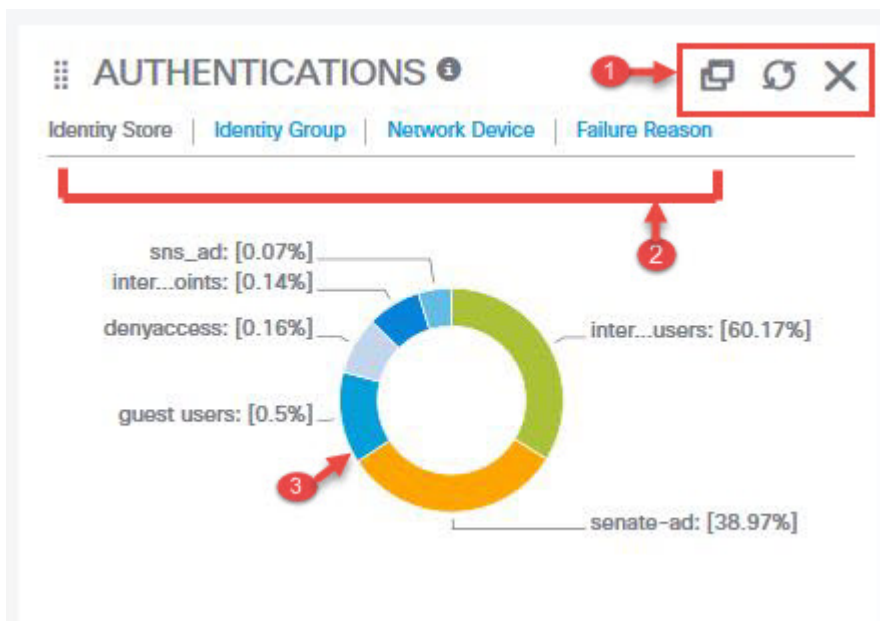 AUTHENTICATIONS i
1
Identity Store | Identity Group | Network Device | Failure Reason
2
sns_ad: [0.07%]
inter...oints: [0.14%]
denyaccess: [0.16%]
inter...users: [60.17%]
guest users: [0.5%]
3
senate-ad: [38.97%]